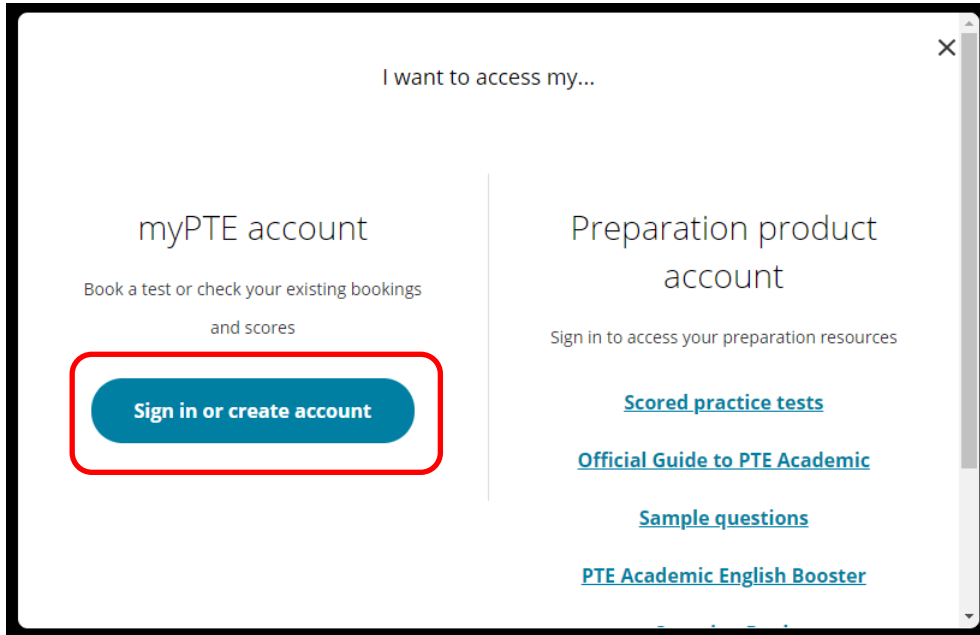 I want to access my...
myPTE account
Book a test or check your existing bookings
and scores
Sign in or create account
Preparation product
account
Sign in to access your preparation resources
Scored practice tests
Official Guide to PTE Academic
Sample questions
PTE Academic English Booster